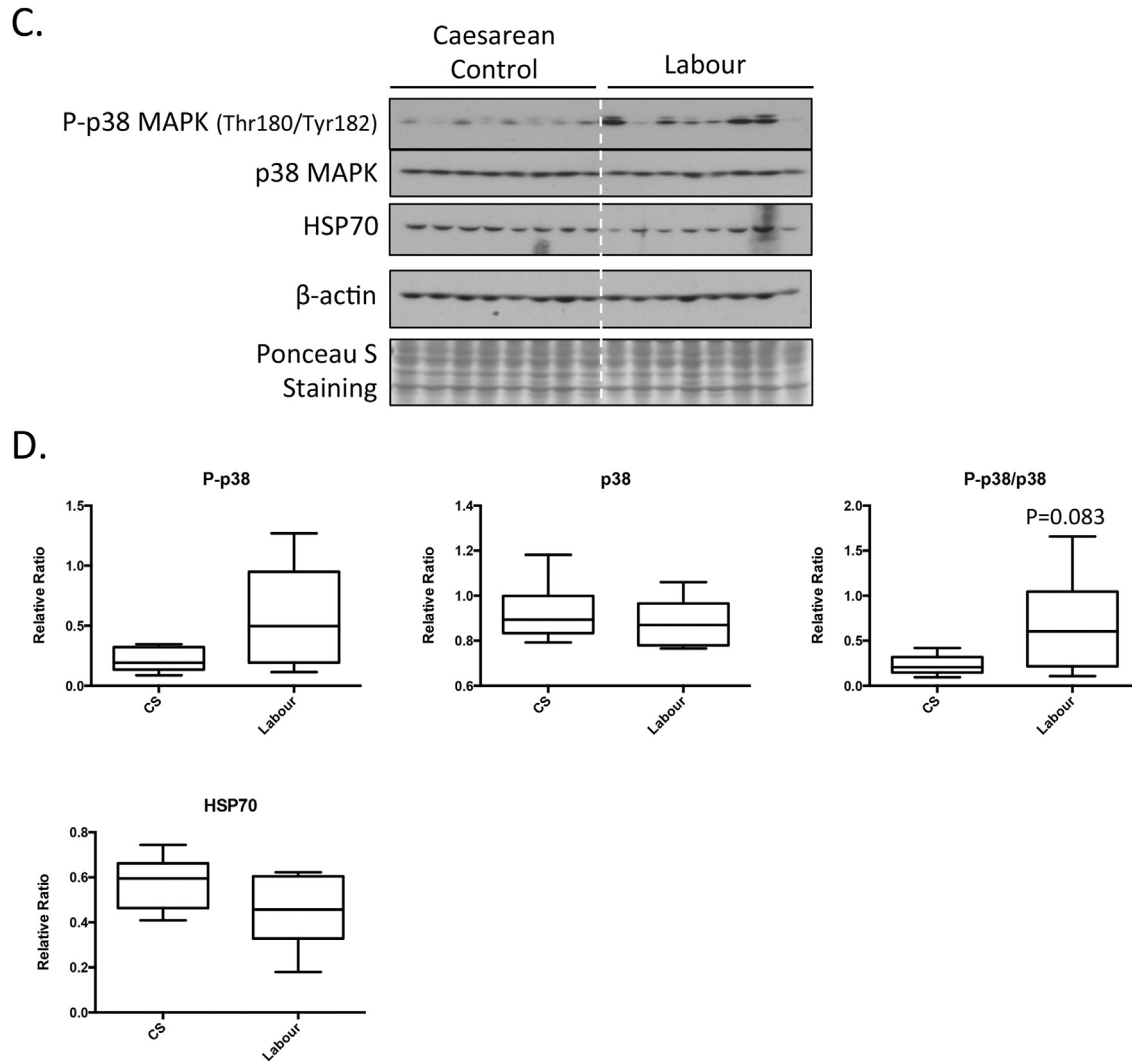 C.
Caesarean
Control
Labour
P-p38 MAPK (Thr180/Tyr182)
p38 MAPK
HSP70
β-actin
Ponceau S
Staining
D.
P-p38
Relative Ratio
1.5
1.0
0.5
0.0
CS
Labour
p38
Relative Ratio
1.4
1.2
1.0
0.8
0.6
CS
Labour
P-p38/p38
P=0.083
Relative Ratio
2.0
1.5
1.0
0.5
0.0
CS
Labour
HSP70
Relative Ratio
0.8
0.6
0.4
0.2
0.0
CS
Labour